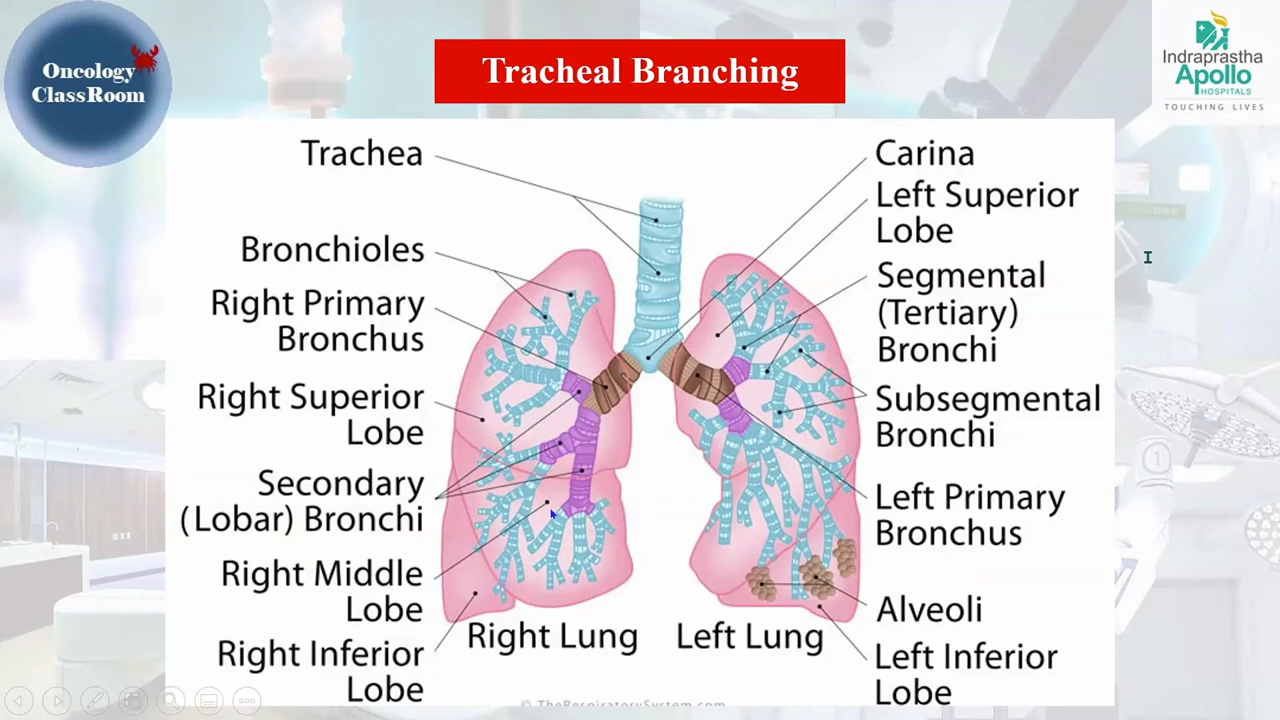 Oncology
ClassRoom
Tracheal Branching
Indraprastha
Apollo
HOSPITALS
TOUCHING LIVES
Trachea
Bronchioles
Right Primary
Bronchus
Right Superior
Lobe
Secondary
(Lobar) Bronchi
Right Middle
Lobe
Right Inferior
Lobe
Carina
Left Superior
Lobe
Segmental
(Tertiary)
Bronchi
Subsegmental
Bronchi
Left Primary
Bronchus
Alveoli
Left Inferior
Lobe
Right Lung
Left Lung
© TheRespiratorySystem.com